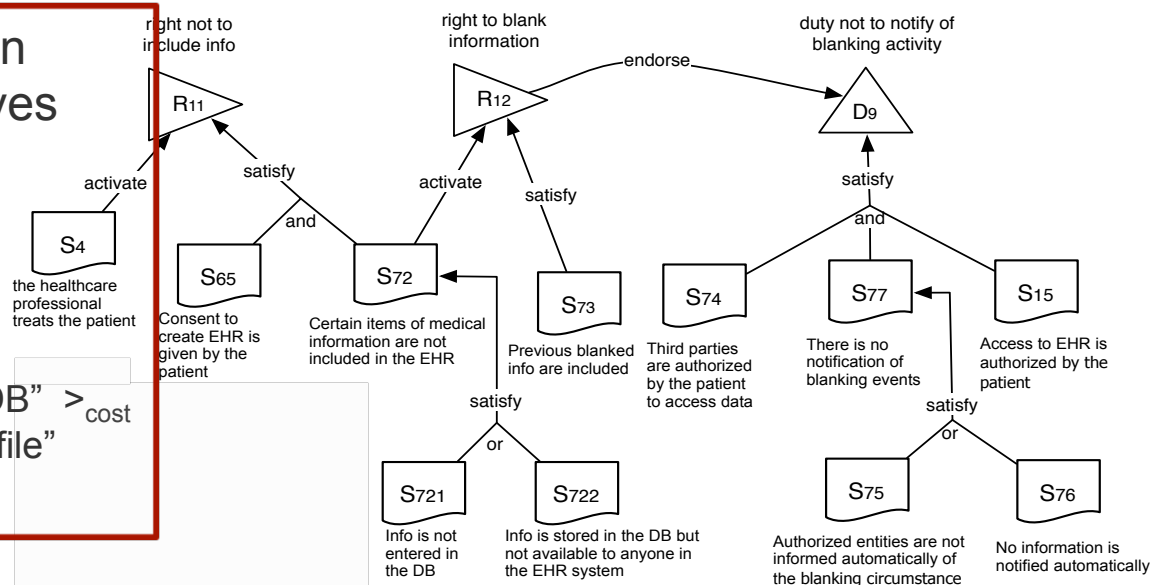 n
ves
DB” >cost
file”
right not to
include info
R11
activate
satisfy
and
S4
the healthcare
professional
treats the patient
S65
Consent to
create EHR is
given by the
patient
S72
Certain items of medical
information are not
included in the EHR
right to blank
information
R12
activate
satisfy
S73
Previous blanked
info are included
satisfy
or
S721
Info is not
entered in
the DB
S722
Info is stored in the DB but
not available to anyone in
the EHR system
endorse
duty not to notify of
blanking activity
D9
satisfy
and
S74
Third parties
are authorized
by the patient
to access data
S77
There is no
notification of
blanking events
S15
Access to EHR is
authorized by the
patient
satisfy
or
S75
Authorized entities are not
informed automatically of
the blanking circumstance
S76
No information is
notified automatically